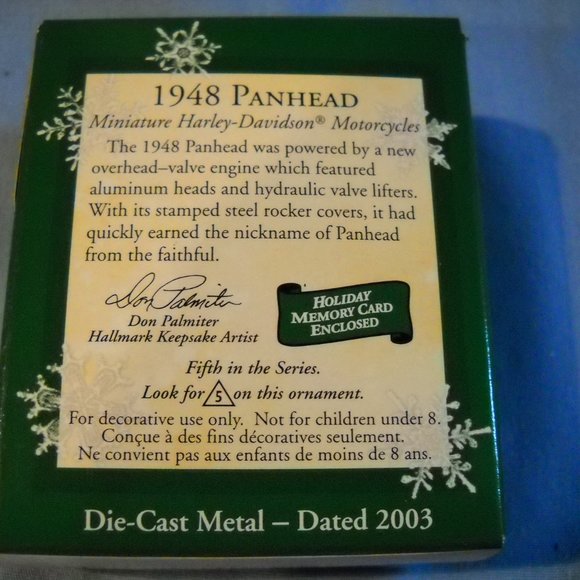 1948 Panhead
Miniature Harley-Davidson® Motorcycles
The 1948 Panhead was powered by a new
overhead–valve engine which featured
aluminum heads and hydraulic valve lifters.
With its stamped steel rocker covers, it had
quickly earned the nickname of Panhead
from the faithful.
Don Palmiter
Don Palmiter
Hallmark Keepsake Artist
Holiday
Memory Card
Enclosed
Fifth in the Series.
Look for 5 on this ornament.
For decorative use only. Not for children under 8.
Conçue à des fins décoratives seulement.
Ne convient pas aux enfants de moins de 8 ans.
Die-Cast Metal – Dated 2003